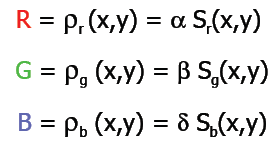 R = ρr (x,y) = α Sr(x,y)
G = ρg (x,y) = β Sg(x,y)
B = ρb (x,y) = δ Sb(x,y)